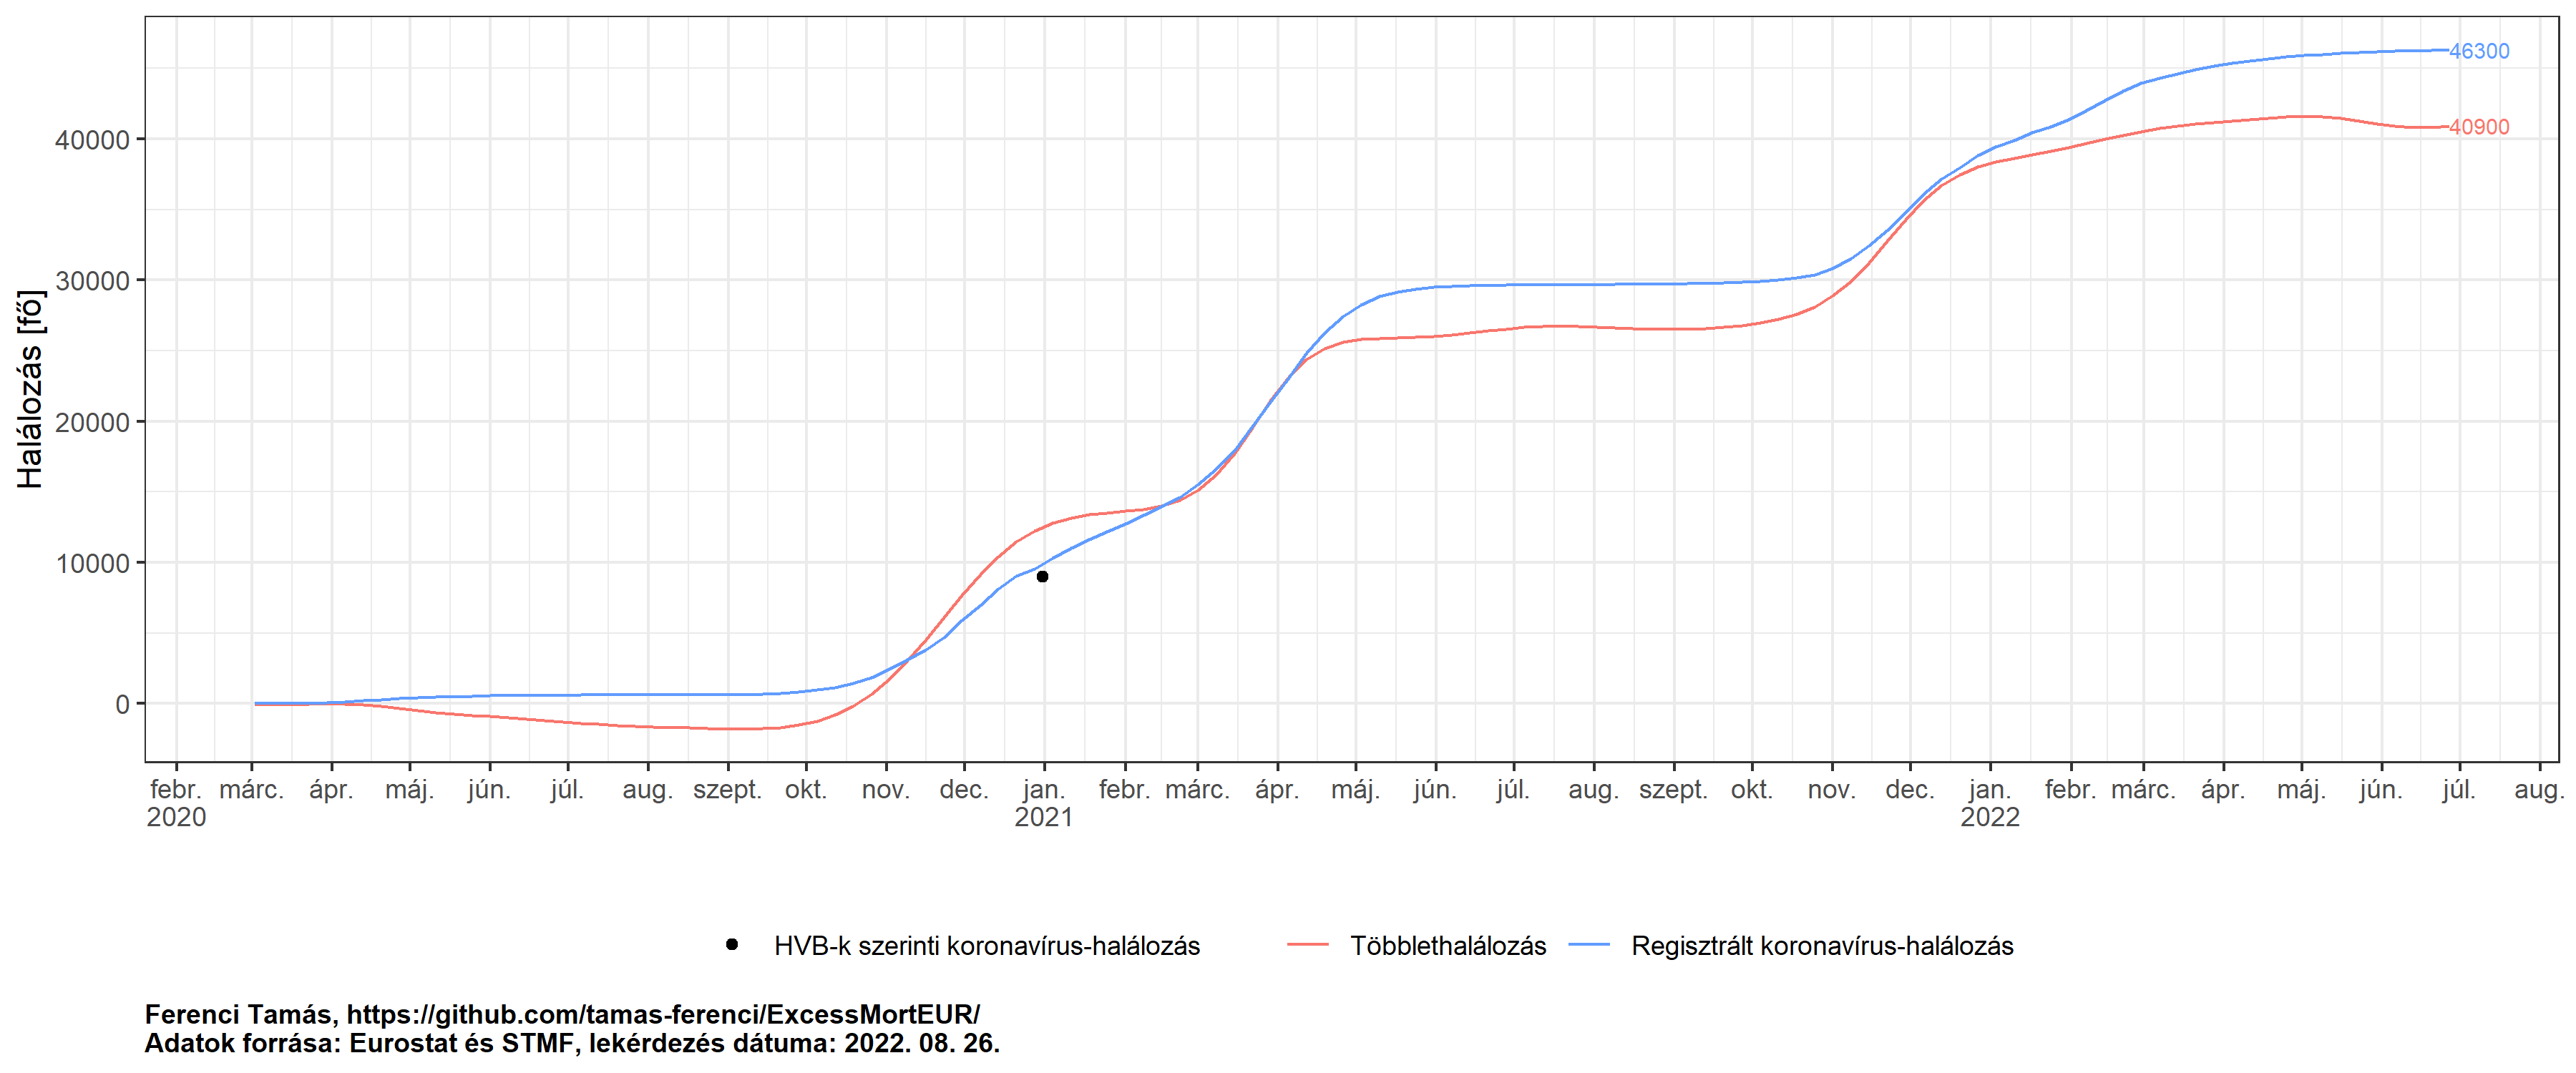 46300
40900
40000
30000
20000
10000
0
Halálozás [fő]
febr. márc. ápr. máj. jún. júl. aug. szept. okt. nov. dec. jan. febr. márc. ápr. máj. jún. júl. aug. szept. okt. nov. dec. jan. febr. márc. ápr. máj. jún. júl. aug.
2020 2021 2022
HVB-k szerinti koronavírus-halálozás Többlethalálozás Regisztrált koronavírus-halálozás
Ferenci Tamás, https://github.com/tamas-ferenci/ExcessMortEUR/
Adatok forrása: Eurostat és STMF, lekérdezés dátuma: 2022. 08. 26.